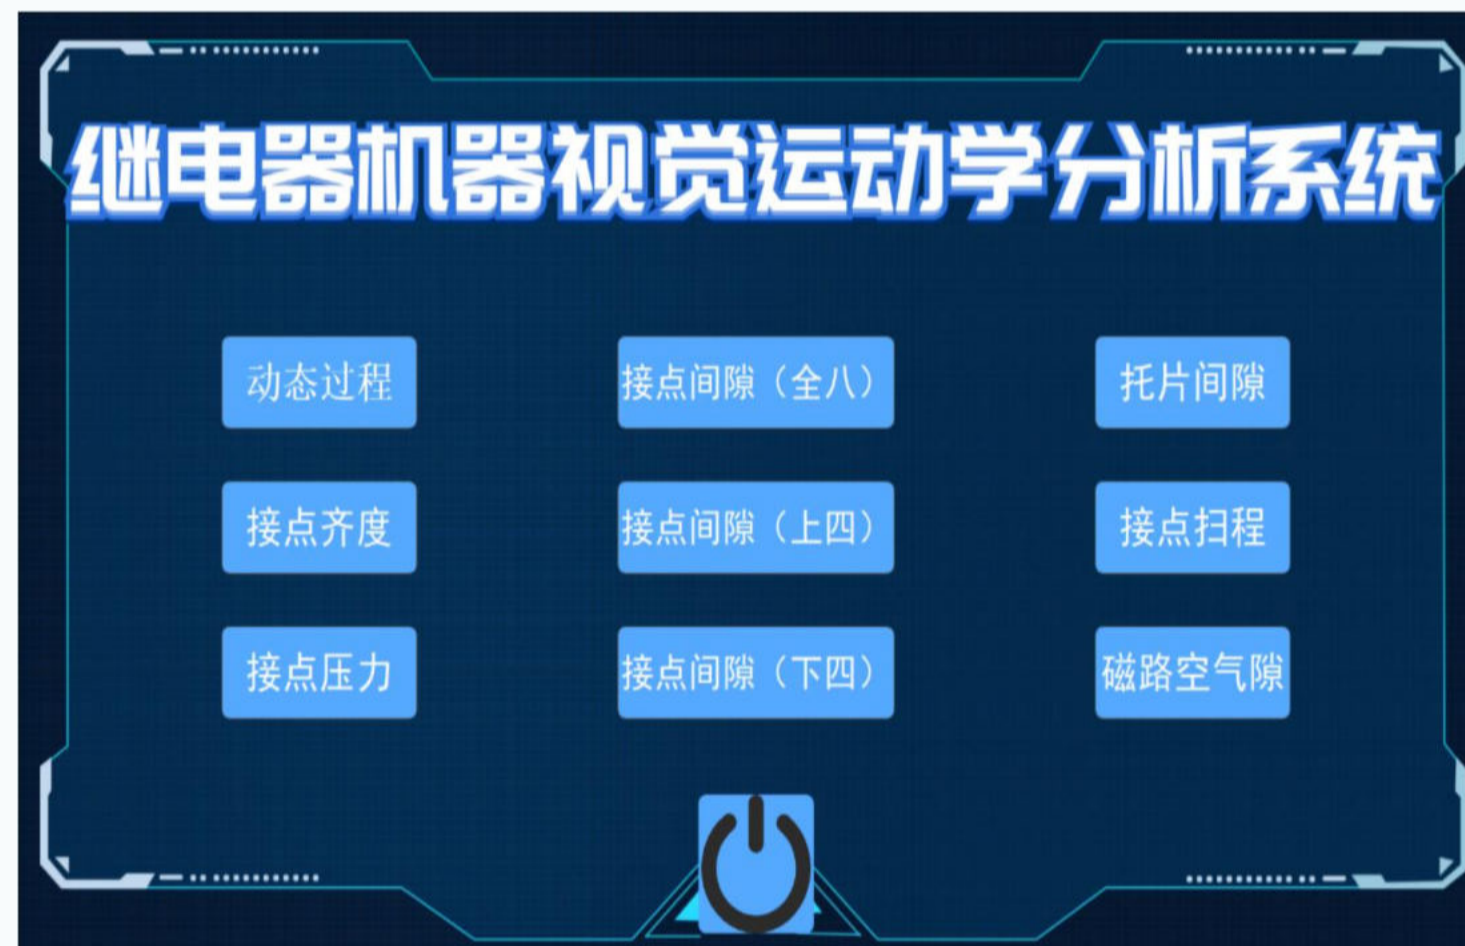 继电器机器视觉运动学分析系统
动态过程
接点间隙（全八）
托片间隙
接点齐度
接点间隙（上四）
接点扫程
接点压力
接点间隙（下四）
磁路空气隙